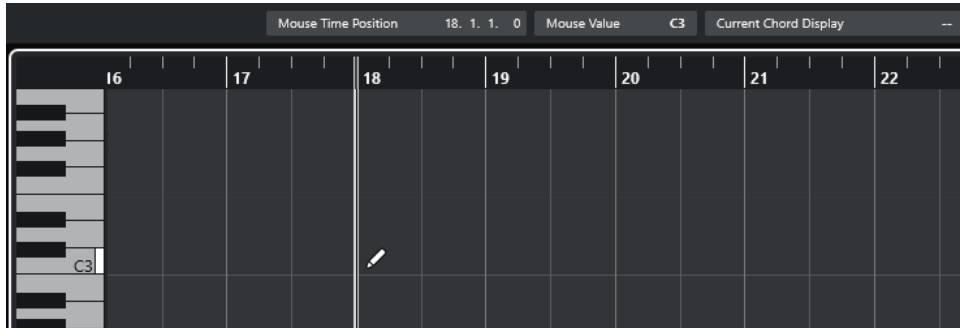 Mouse Time Position 18. 1. 1. 0 Mouse Value C3 Current Chord Display --
16 17 18 19 20 21 22
C3